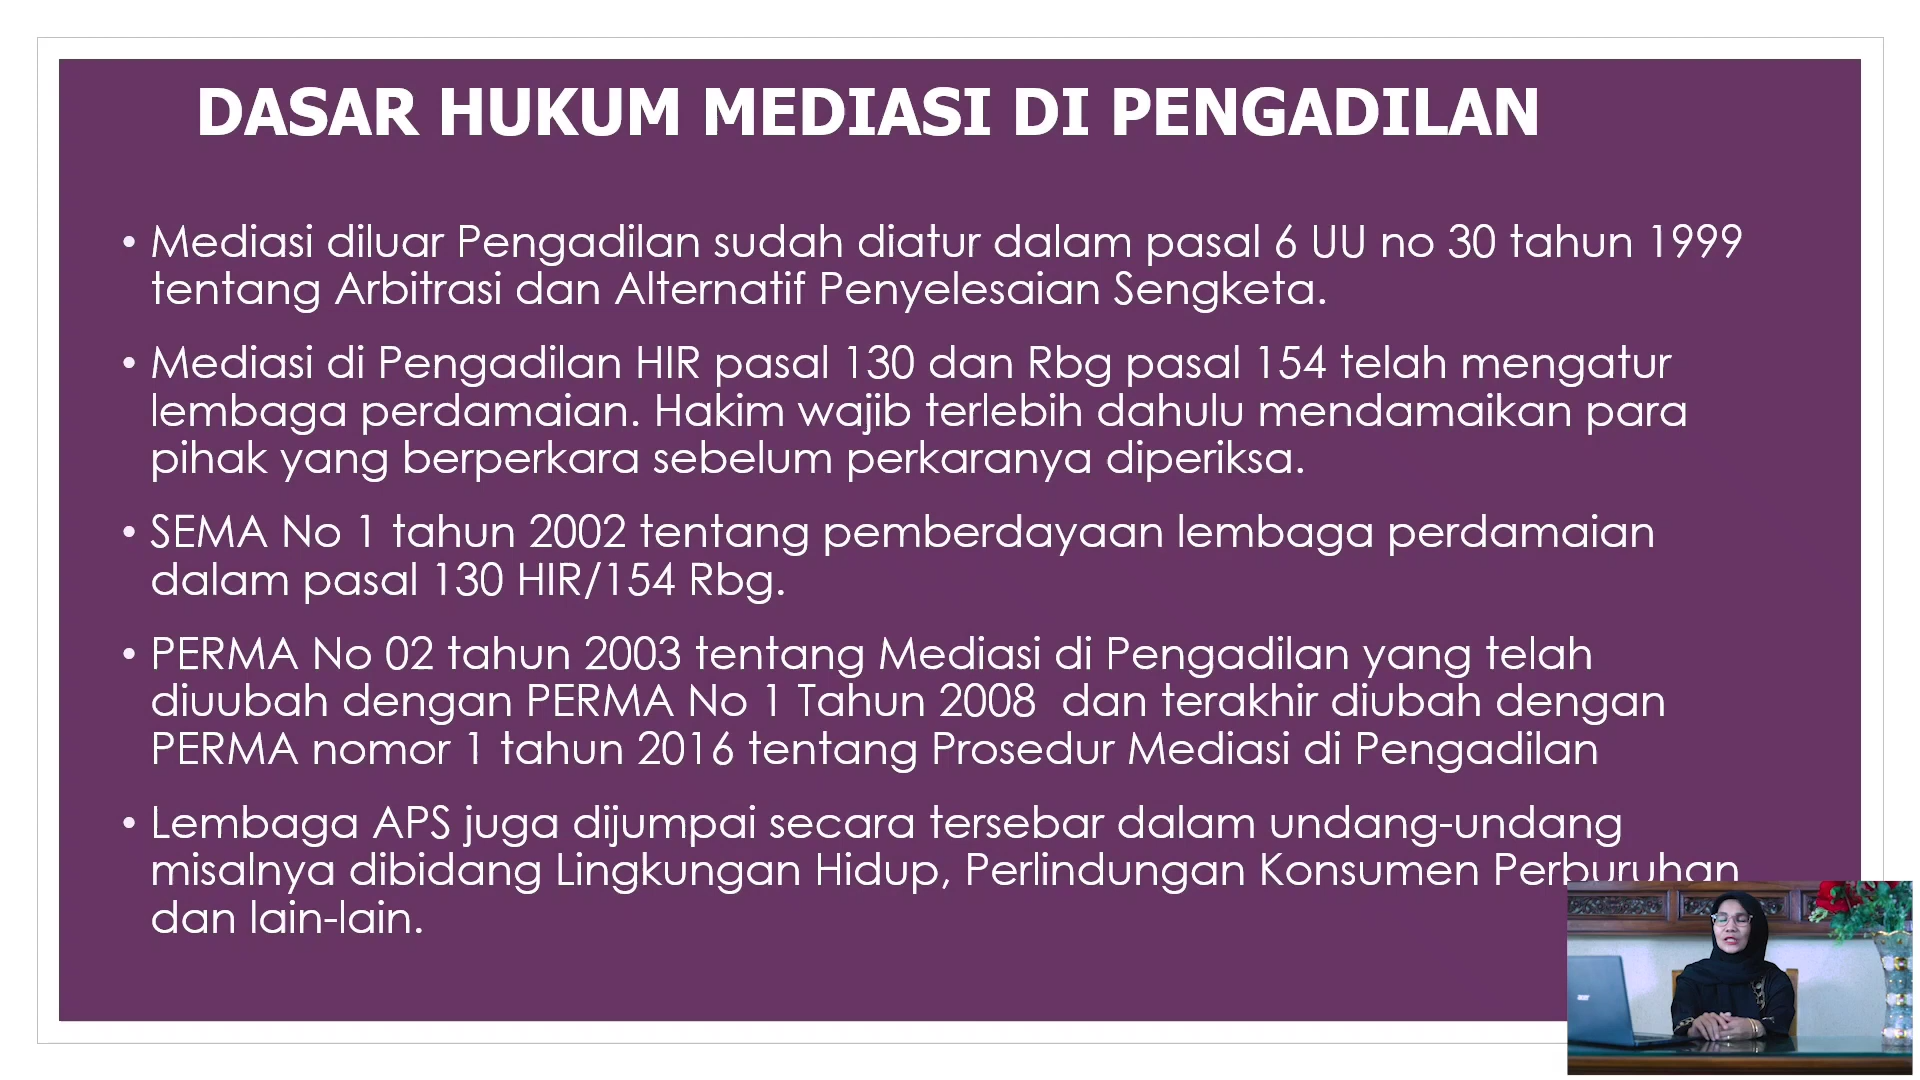 DASAR HUKUM MEDIASI DI PENGADILAN
• Mediasi diluar Pengadilan sudah diatur dalam pasal 6 UU no 30 tahun 1999
tentang Arbitrasi dan Alternatif Penyelesaian Sengketa.
• Mediasi di Pengadilan HIR pasal 130 dan Rbg pasal 154 telah mengatur
lembaga perdamaian. Hakim wajib terlebih dahulu mendamaikan para
pihak yang berperkara sebelum perkaranya diperiksa.
• SEMA No 1 tahun 2002 tentang pemberdayaan lembaga perdamaian
dalam pasal 130 HIR/154 Rbg.
• PERMA No 02 tahun 2003 tentang Mediasi di Pengadilan yang telah
diuubah dengan PERMA No 1 Tahun 2008  dan terakhir diubah dengan
PERMA nomor 1 tahun 2016 tentang Prosedur Mediasi di Pengadilan
• Lembaga APS juga dijumpai secara tersebar dalam undang-undang
misalnya dibidang Lingkungan Hidup, Perlindungan Konsumen Perburuhan
dan lain-lain.